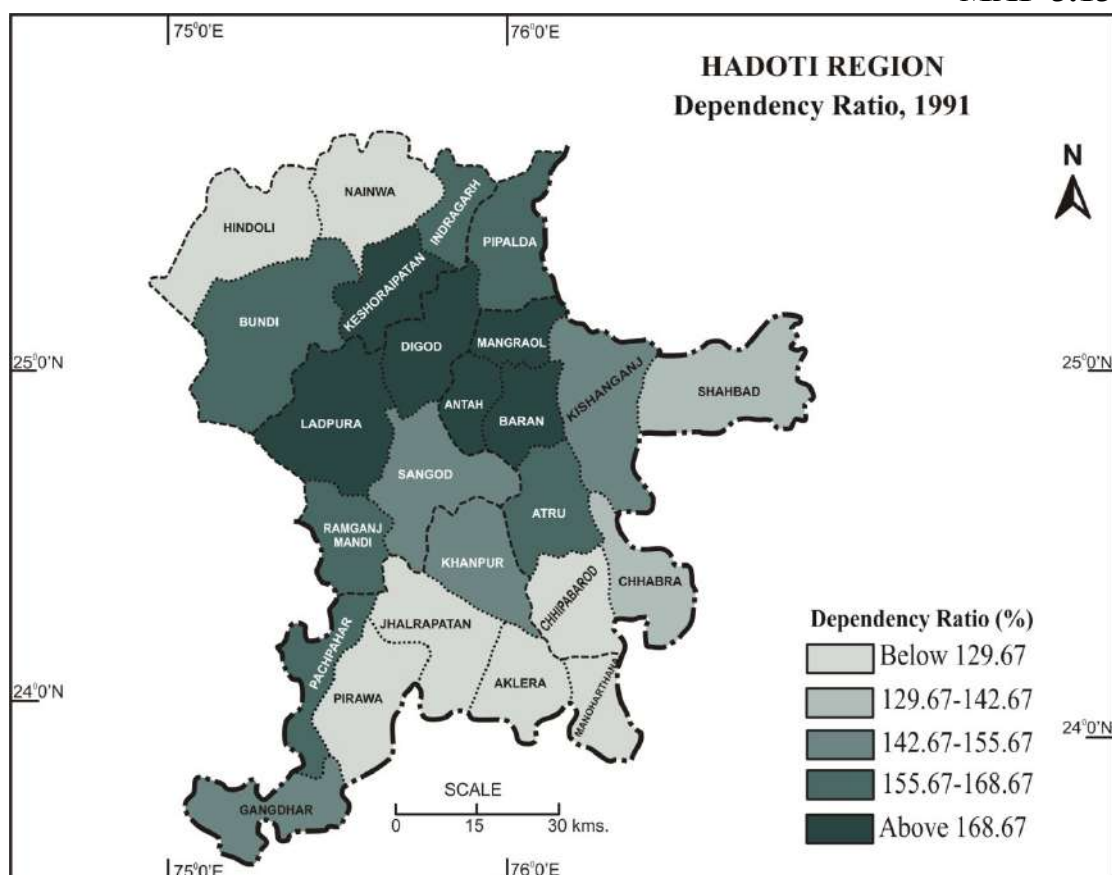 75°0'E
76°0'E
HADOTI REGION
Dependency Ratio, 1991
N
NAINWA
INDRAGARH
HINDOLI
PIPALDA
KESHORAIPATAN
BUNDI
DIGOD
MANGRAOL
25°0'N
25°0'N
KISHANGANJ
SHAHBAD
ANTAH
LADPURA
BARAN
SANGOD
ATRU
RAMGANJ
MANDI
KHANPUR
CHHIPABAROD
CHHABRA
JHALRAPATAN
PACHPAHAR
Dependency Ratio (%)
Below 129.67
AKLERA
MANOHARTHANA
24°0'N
PIRAWA
129.67-142.67
24°0'N
142.67-155.67
155.67-168.67
Above 168.67
SCALE
GANGDHAR
0 15 30 kms.
75°0'E
76°0'E